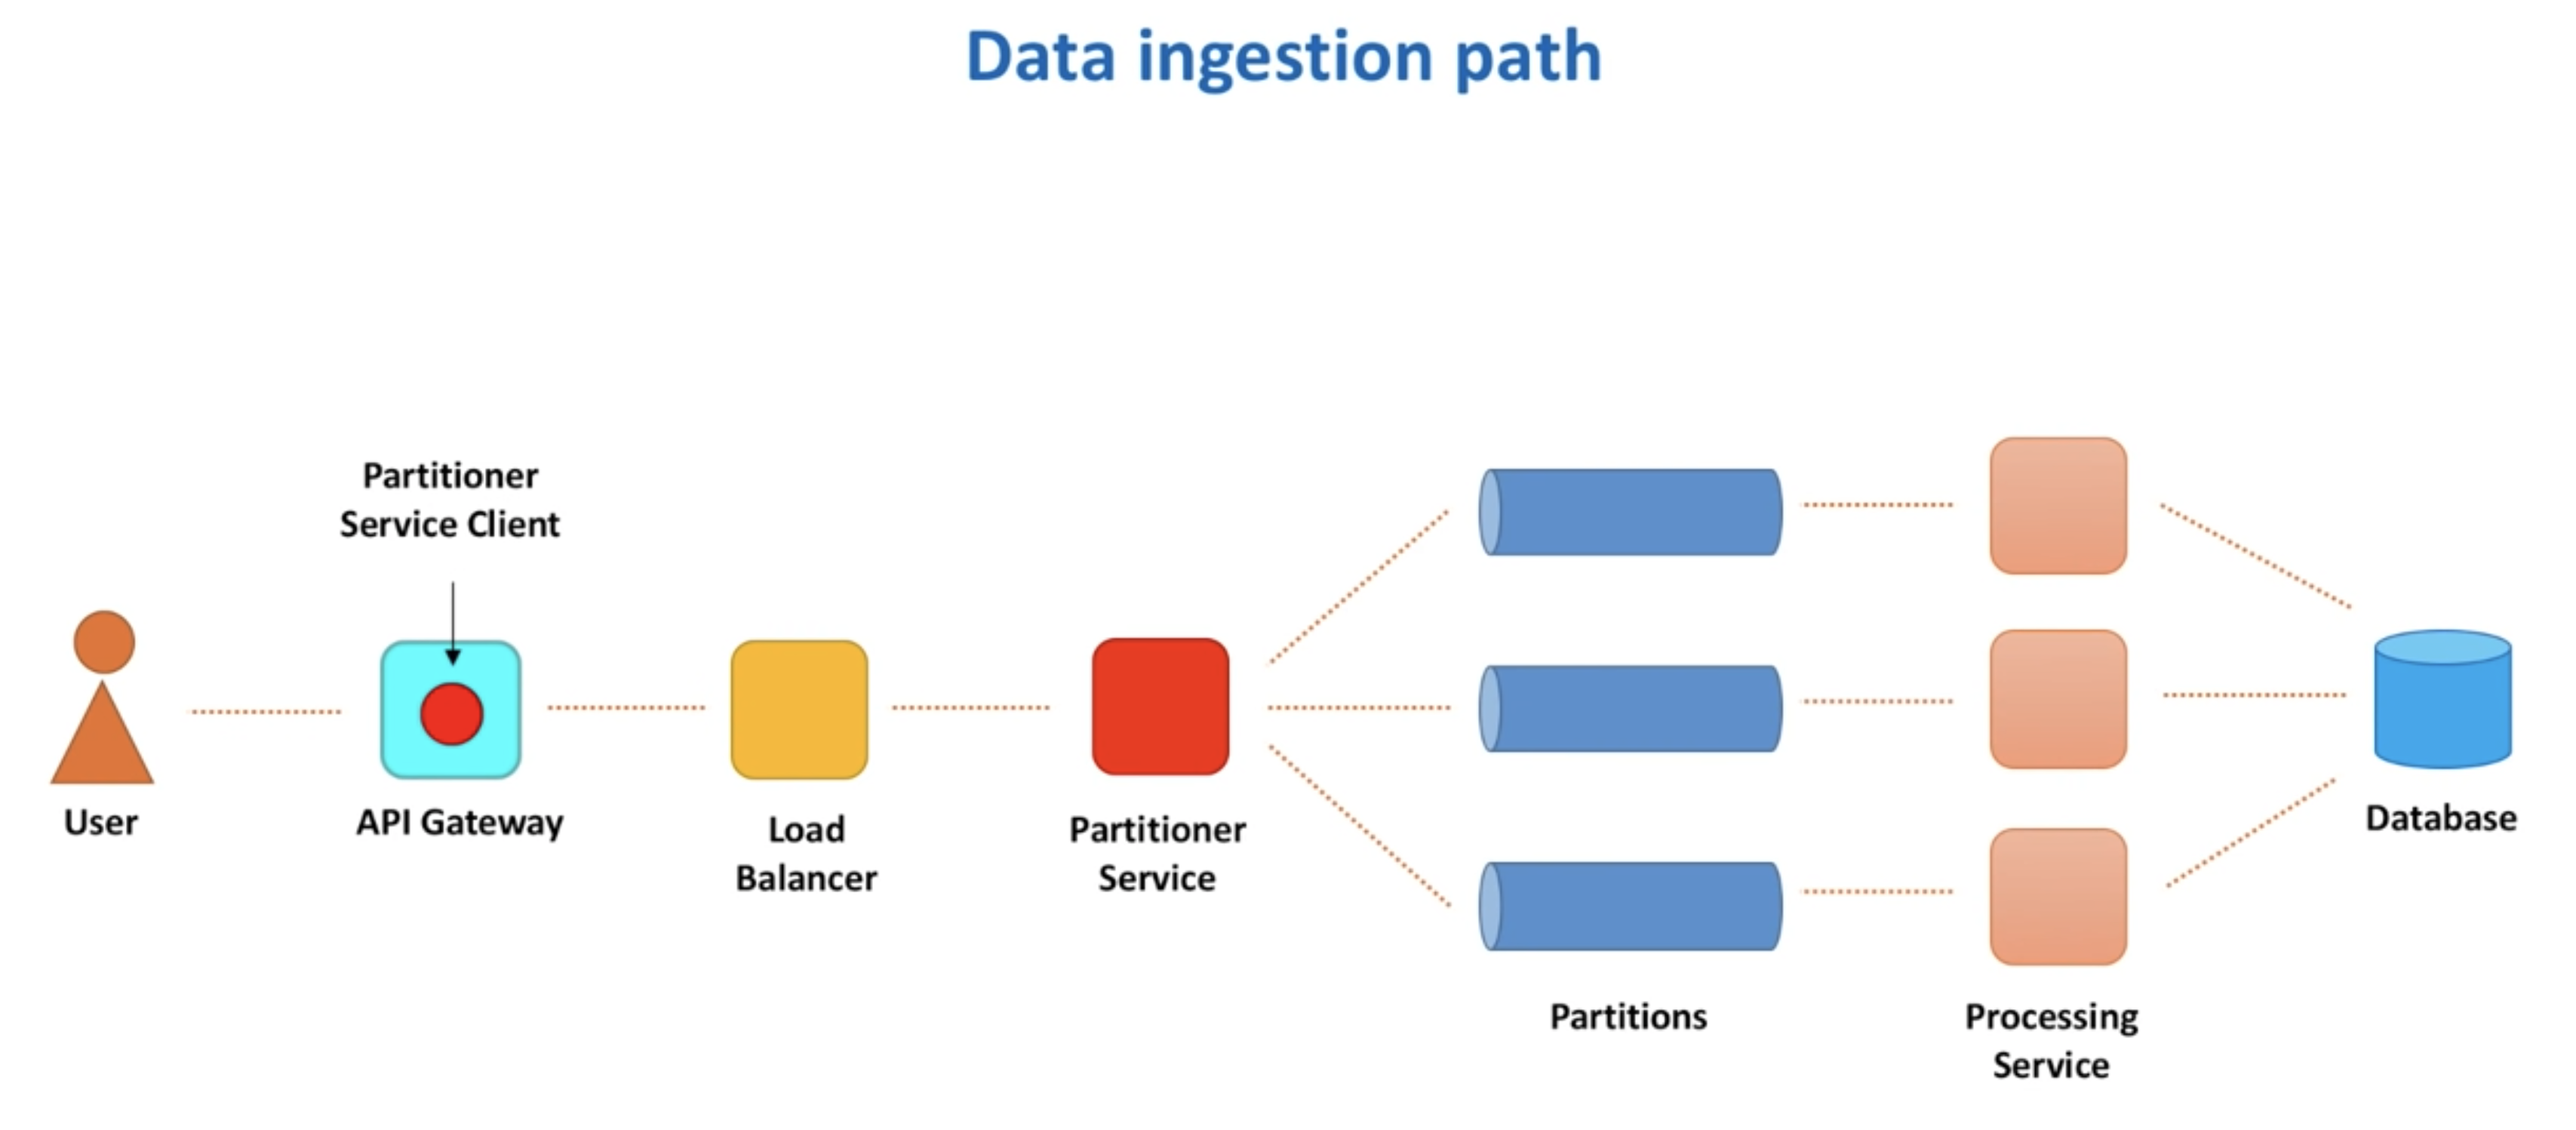 Data ingestion path
Partitioner
Service Client
User
API Gateway
Load
Balancer
Partitioner
Service
Partitions
Processing
Service
Database